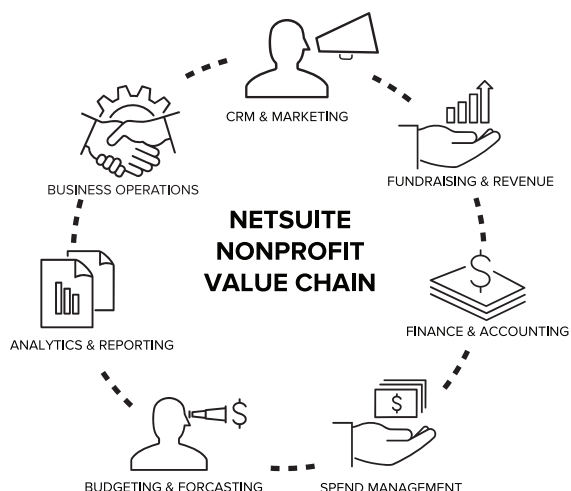 CRM & MARKETING
FUNDRAISING & REVENUE
BUSINESS OPERATIONS
NETSUITE
NONPROFIT
VALUE CHAIN
$
FINANCE & ACCOUNTING
ANALYTICS & REPORTING
$
$
BUDGETING & FORCASTING
SPEND MANAGEMENT